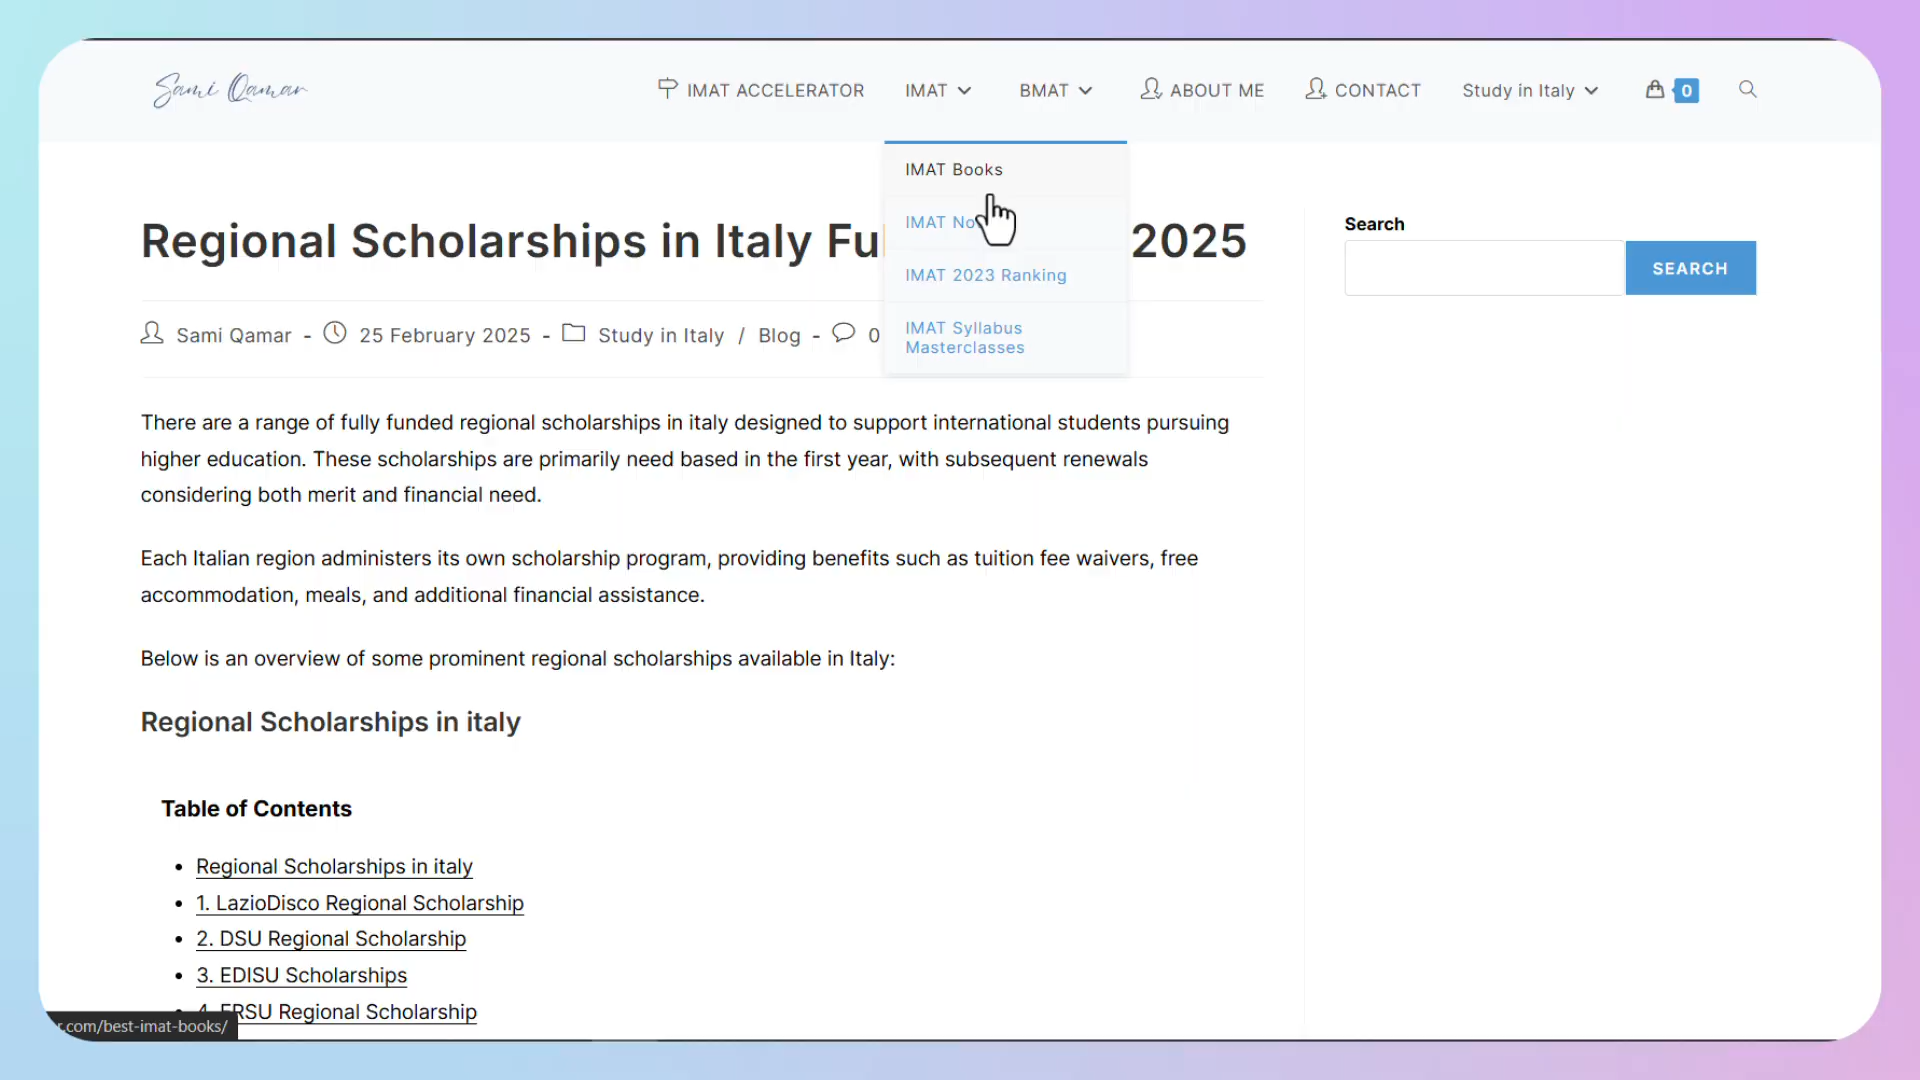 Sami Qamar
IMAT ACCELERATOR
IMAT
BMAT
ABOUT ME
CONTACT
Study in Italy
0
IMAT Books
IMAT
IMAT 2023 Ranking
IMAT Syllabus
Masterclasses
Regional Scholarships in Italy 2025
Sami Qamar - 25 February 2025 - Study in Italy / Blog - 0
There are a range of fully funded regional scholarships in italy designed to support international students pursuing
higher education. These scholarships are primarily need based in the first year, with subsequent renewals
considering both merit and financial need.
Each Italian region administers its own scholarship program, providing benefits such as tuition fee waivers, free
accommodation, meals, and additional financial assistance.
Below is an overview of some prominent regional scholarships available in Italy:
Regional Scholarships in italy
Table of Contents
• Regional Scholarships in italy
• 1. LazioDisco Regional Scholarship
• 2. DSU Regional Scholarship
• 3. EDISU Scholarships
• 4. ERSU Regional Scholarship
Search
SEARCH
r.com/best-imat-books/